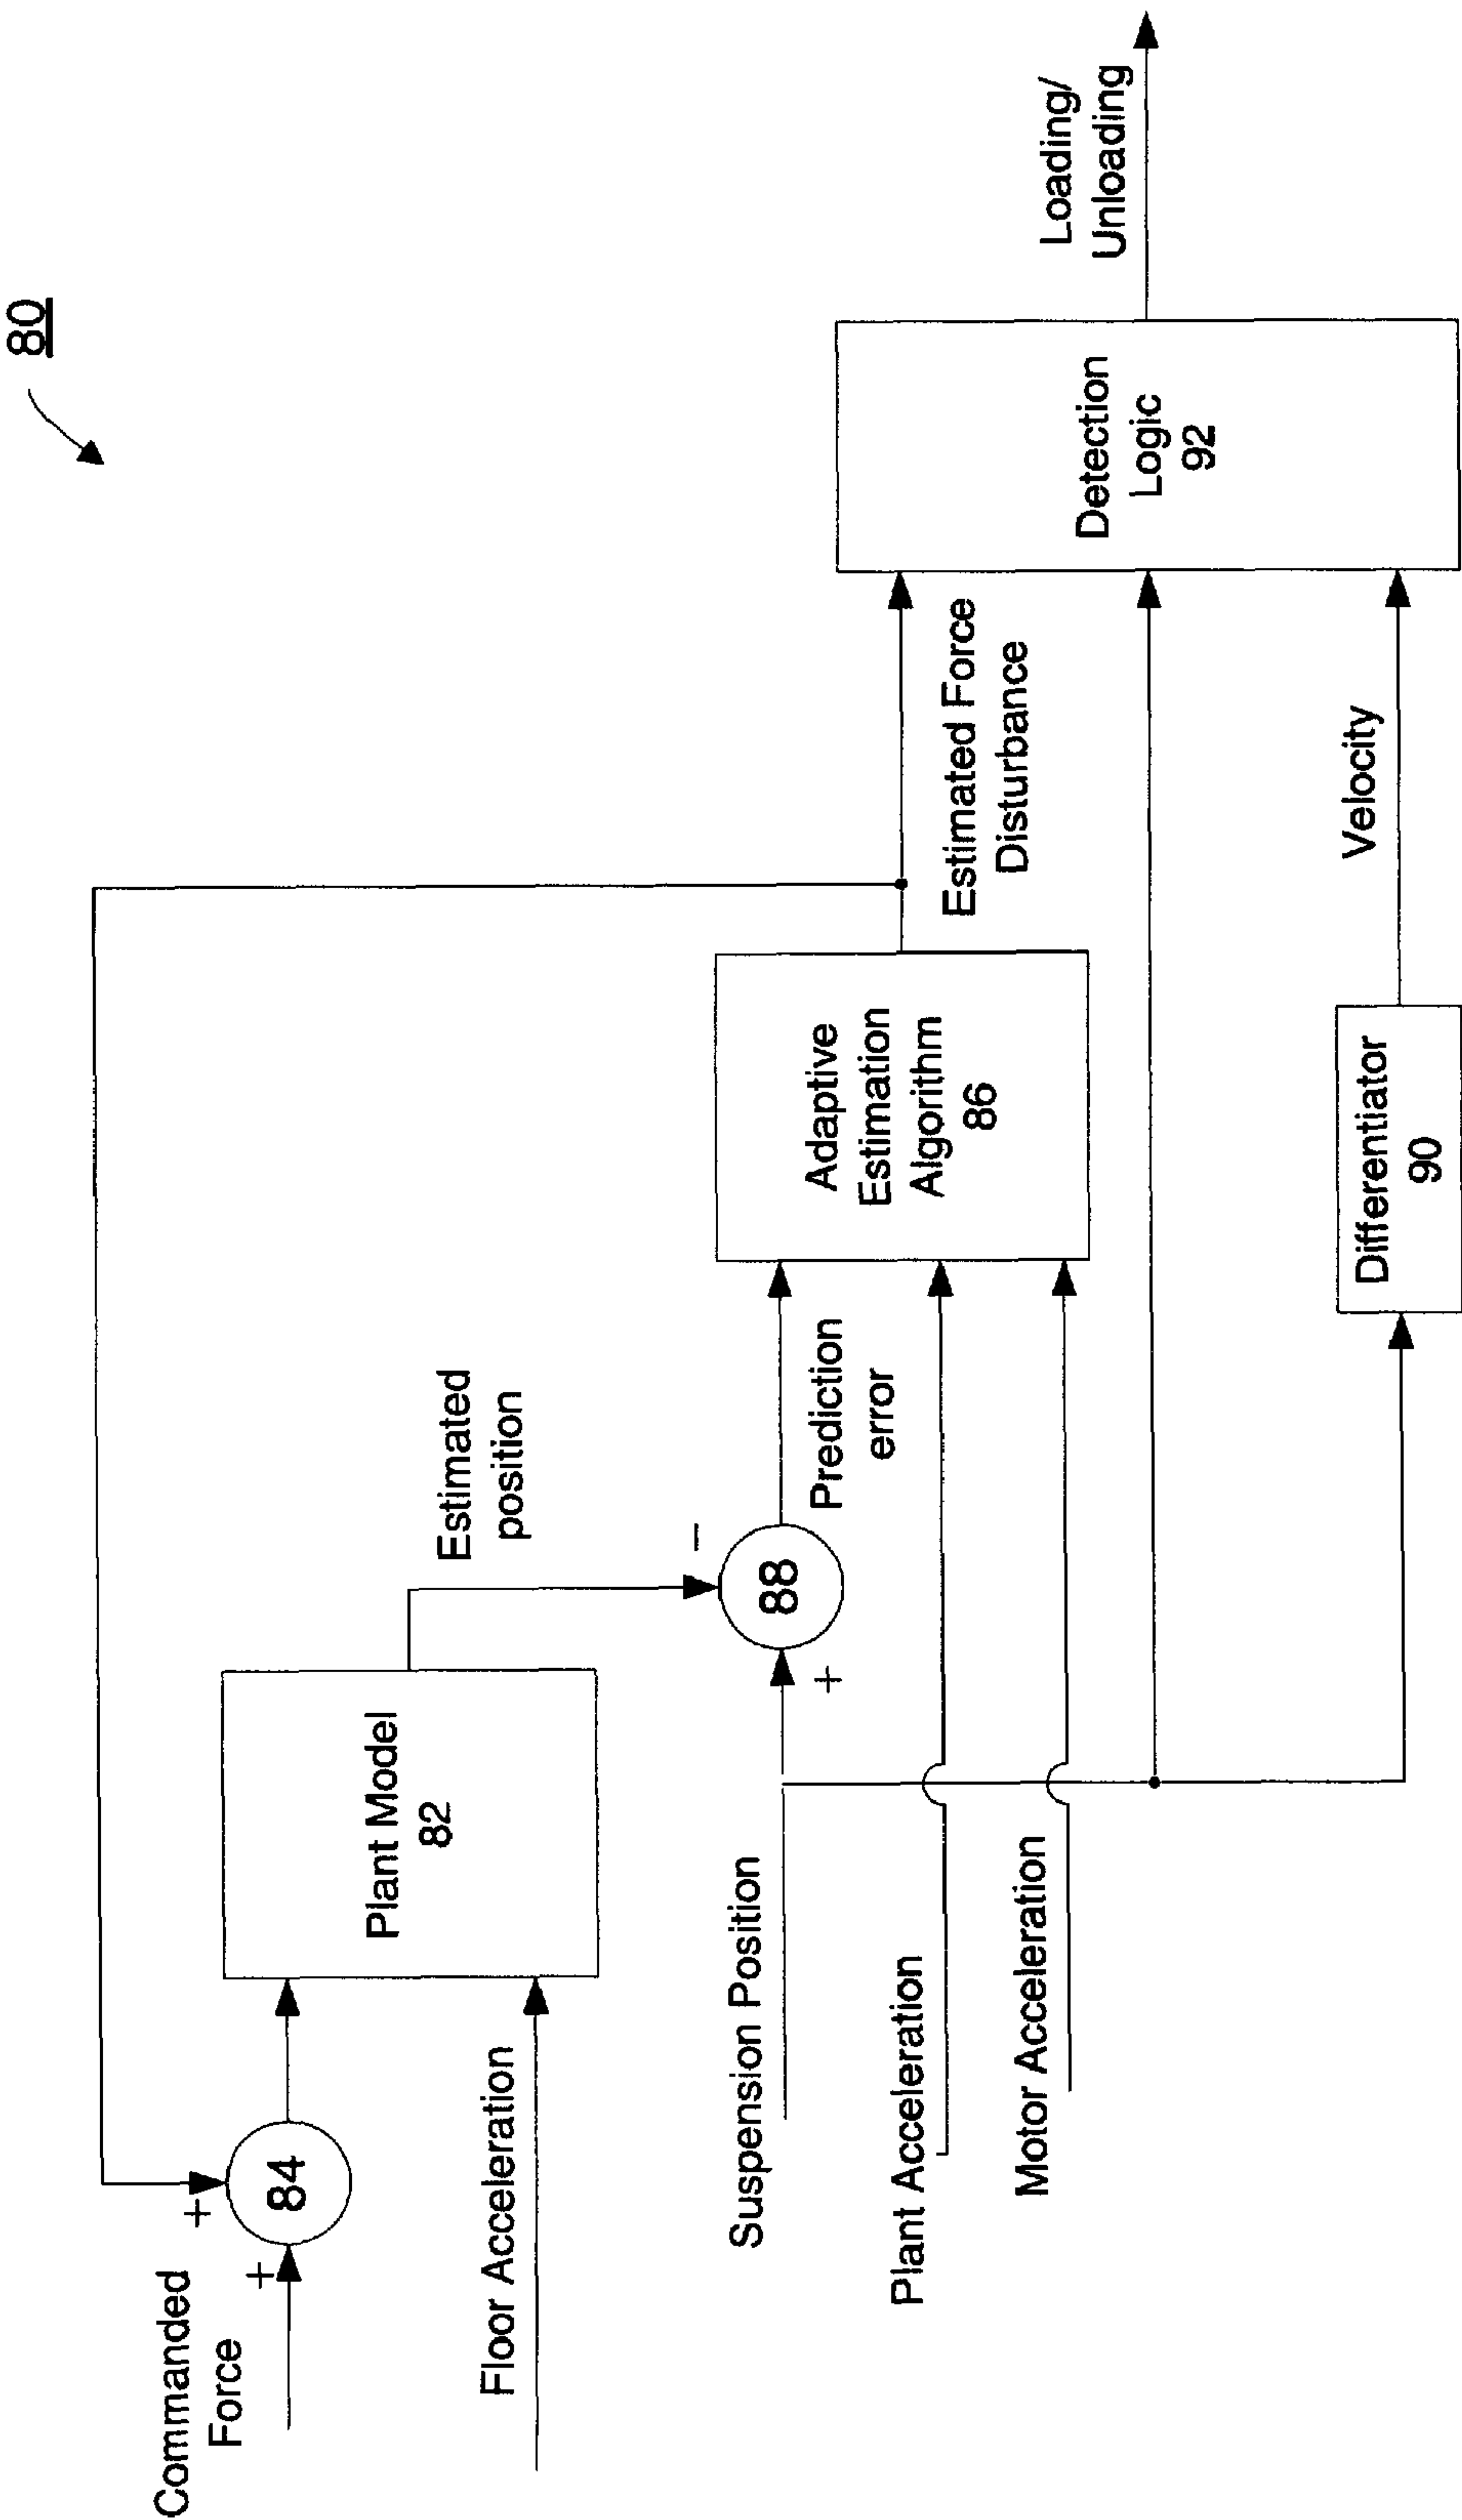 80
Commanded
Force
+
+
84
Floor Acceleration
Plant Model
82
Estimated
position
Suspension Position
+
−
88
Prediction
error
Plant Acceleration
Motor Acceleration
Adaptive
Estimation
Algorithm
86
Estimated Force
Disturbance
Differentiator
90
Velocity
Detection
Logic
92
Loading/
Unloading